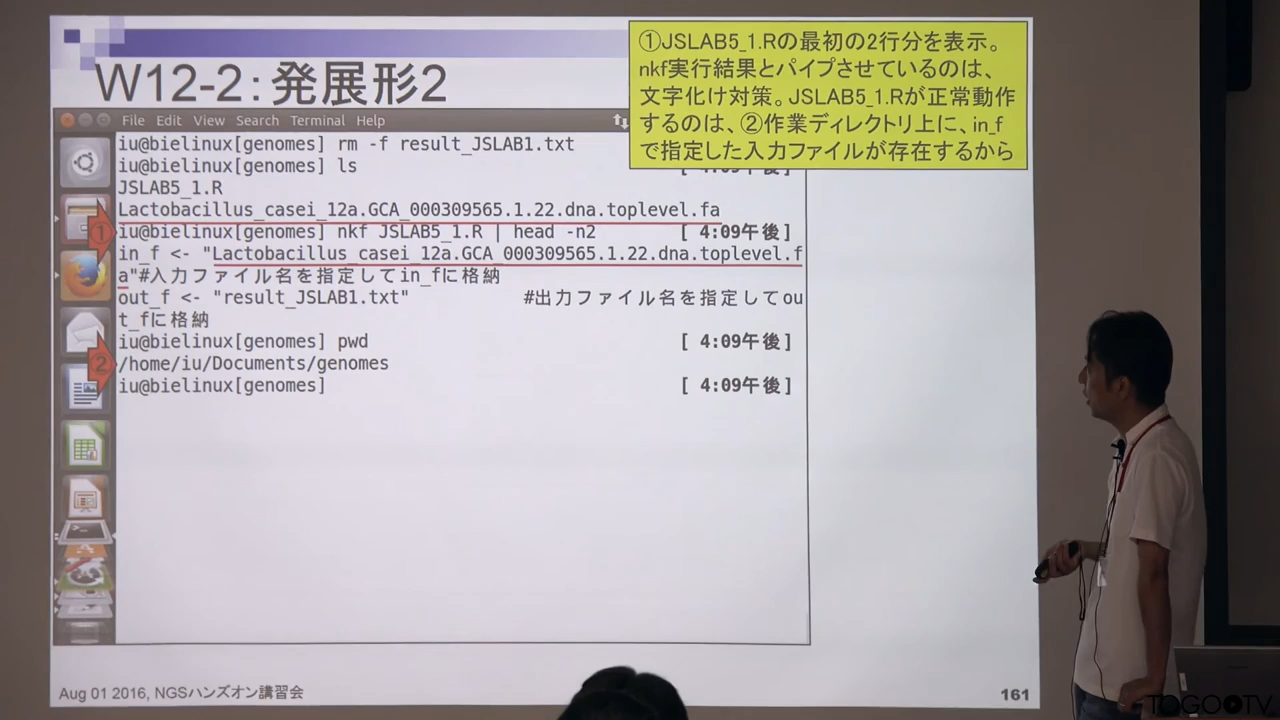 W12-2：発展形2
①JSLAB5_1.Rの最初の2行分を表示。
nkf実行結果とパイプさせているのは、
文字化け対策。JSLAB5_1.Rが正常動作
するのは、②作業ディレクトリ上に、in_f
で指定した入力ファイルが存在するから
File Edit View Search Terminal Help
iu@bielinux[genomes] rm -f result_JSLAB1.txt
iu@bielinux[genomes] ls [ 4:09午後]
JSLAB5_1.R
Lactobacillus_casei_12a.GCA_000309565.1.22.dna.toplevel.fa
① iu@bielinux[genomes] nkf JSLAB5_1.R | head -n2 [ 4:09午後]
in_f <- "Lactobacillus_casei_12a.GCA_000309565.1.22.dna.toplevel.f
a"#入力ファイル名を指定してin_fに格納
out_f <- "result_JSLAB1.txt" #出力ファイル名を指定してou
t_fに格納
iu@bielinux[genomes] pwd [ 4:09午後]
② /home/iu/Documents/genomes
iu@bielinux[genomes] [ 4:09午後]
Aug 01 2016, NGSハンズオン講習会
161
TOGOTV